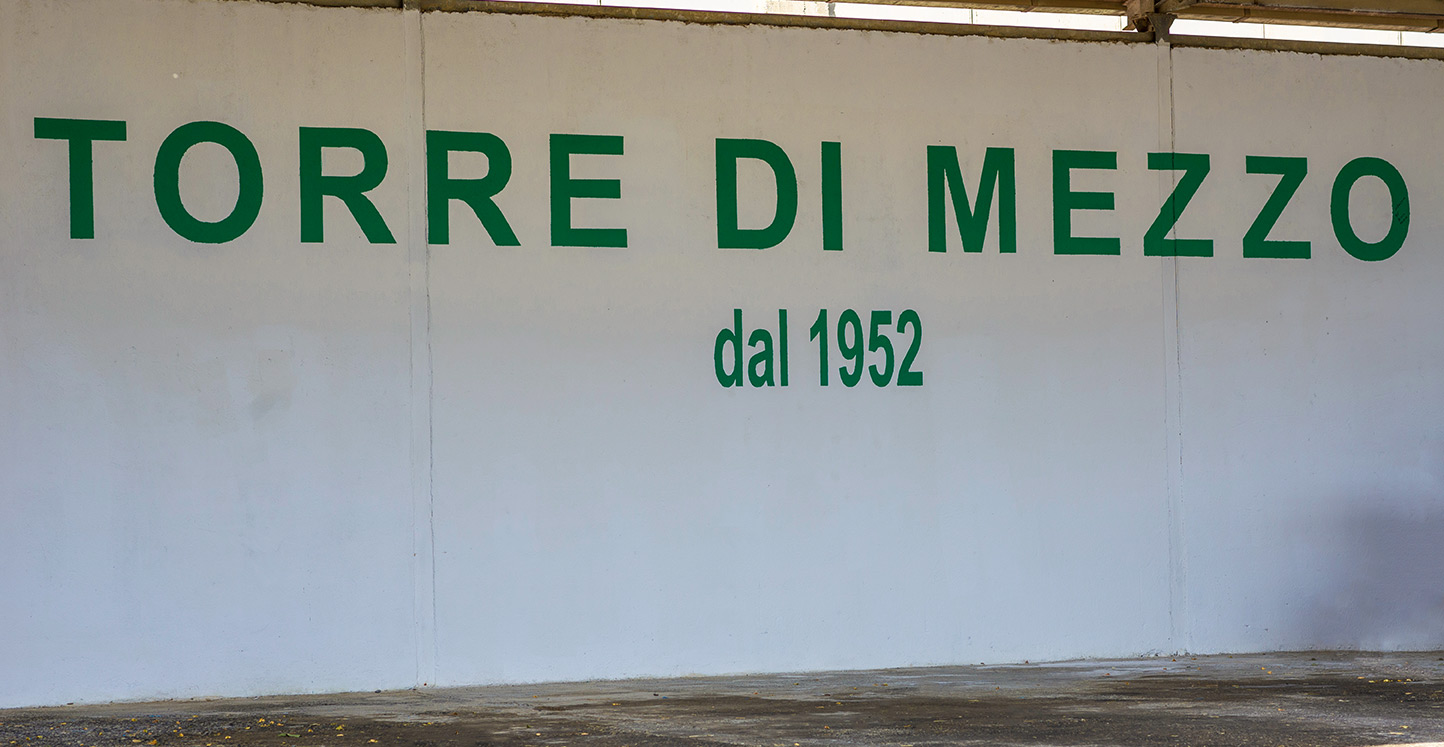 TORRE DI MEZZO
dal 1952